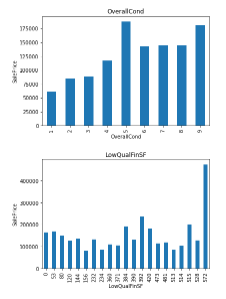 OverallCond
175000
150000
125000
100000
75000
50000
25000
0
SalePrice
1 2 3 4 5 6 7 8 9
OverallCond
LowQualFinSF
400000
300000
200000
100000
0
SalePrice
0 53 80 120 144 156 232 234 360 371 384 390 392 420 473 481 513 514 515 528 572
LowQualFinSF